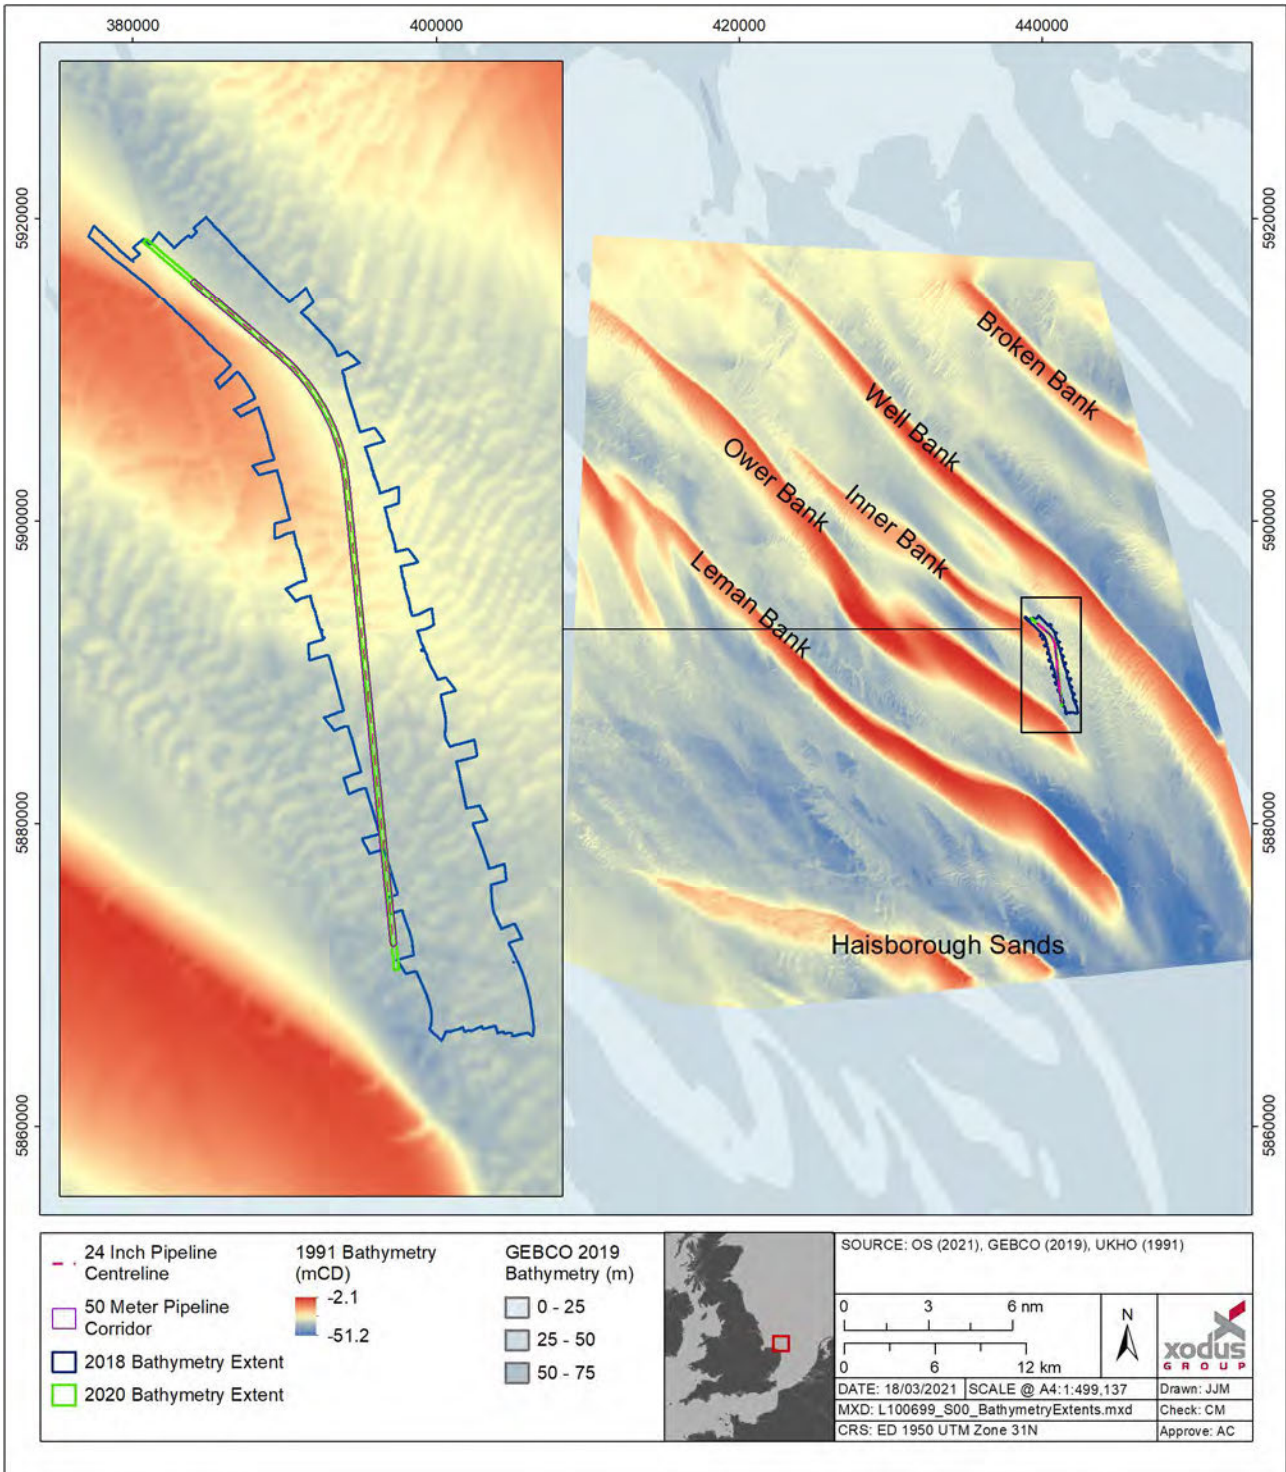 380000
400000
420000
440000
5920000
5920000
5900000
5900000
5880000
5880000
5860000
5860000
Broken Bank
Well Bank
Ower Bank
Inner Bank
Leman Bank
Haisborough Sands
24 Inch Pipeline
Centreline
50 Meter Pipeline
Corridor
2018 Bathymetry Extent
2020 Bathymetry Extent
1991 Bathymetry
(mCD)
-2.1
-51.2
GEBCO 2019
Bathymetry (m)
0 - 25
25 - 50
50 - 75
SOURCE: OS (2021), GEBCO (2019), UKHO (1991)
0 3 6 nm
0 6 12 km
N
xodus
GROUP
DATE: 18/03/2021 SCALE @ A4: 1:499,137 Drawn: JJM
MXD: L100699_S00_BathymetryExtents.mxd Check: CM
CRS: ED 1950 UTM Zone 31N Approve: AC